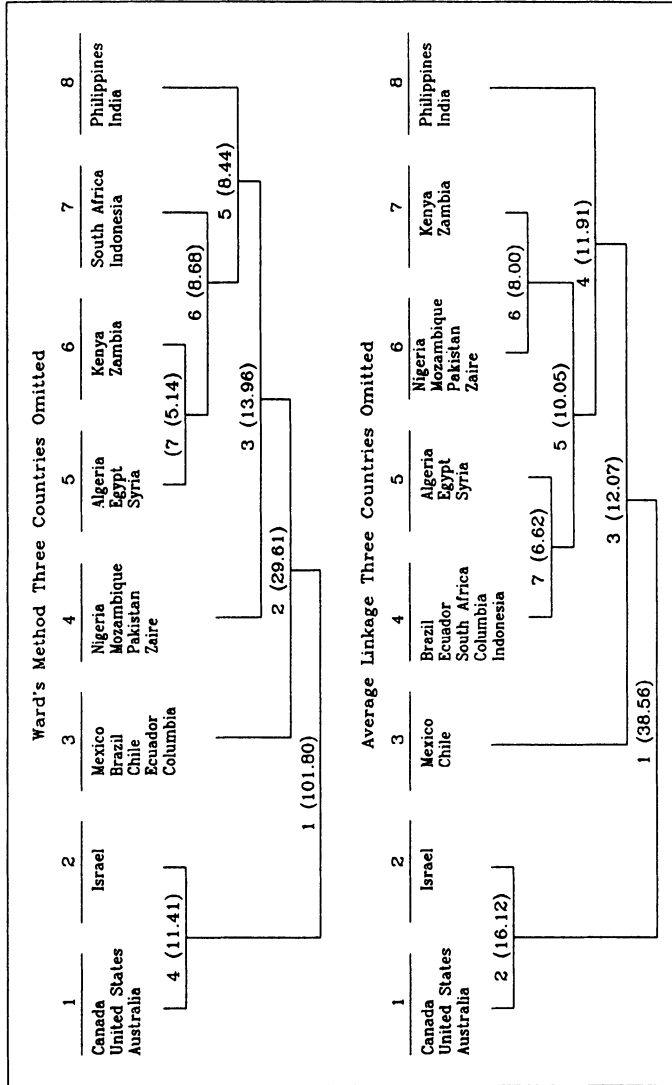 Ward's Method Three Countries Omitted
1
Canada
United States
Australia
2
Israel
3
Mexico
Brazil
Chile
Ecuador
Columbia
4
Nigeria
Mozambique
Pakistan
Zaire
5
Algeria
Egypt
Syria
6
Kenya
Zambia
7
South Africa
Indonesia
8
Philippines
India
4 (11.41)
(7 (5.14)
6 (8.68)
5 (8.44)
3 (13.96)
2 (29.61)
1 (101.80)
Average Linkage Three Countries Omitted
1
Canada
United States
Australia
2
Israel
3
Mexico
Chile
4
Brazil
Ecuador
South Africa
Columbia
Indonesia
5
Algeria
Egypt
Syria
6
Nigeria
Mozambique
Pakistan
Zaire
7
Kenya
Zambia
8
Philippines
India
2 (16.12)
7 (6.62)
6 (8.00)
5 (10.05)
4 (11.91)
3 (12.07)
1 (38.56)